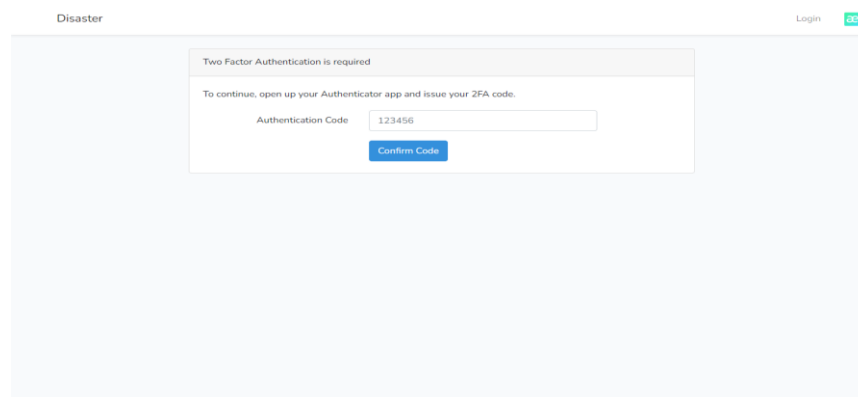 Disaster
Login
Two Factor Authentication is required
To continue, open up your Authenticator app and issue your 2FA code.
Authentication Code
123456
Confirm Code